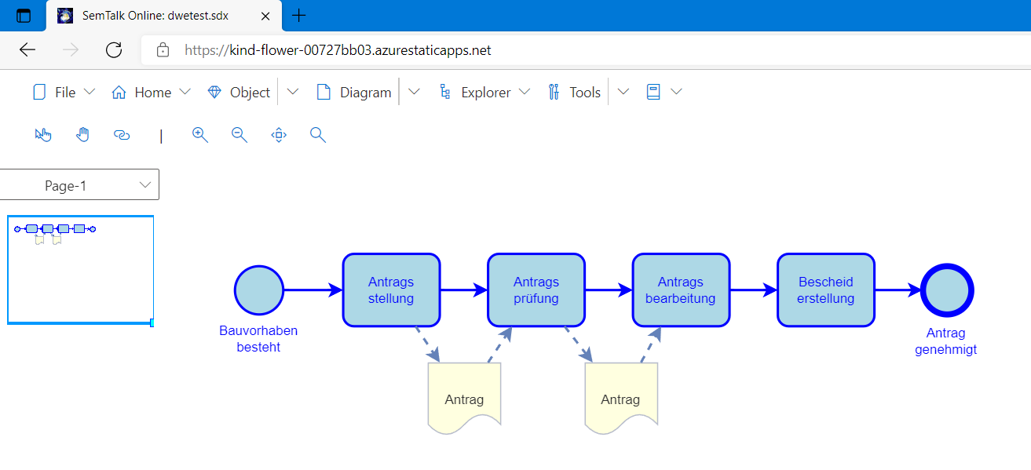 SemTalk Online: dwetest.sdx
https://kind-flower-00727bb03.azurestaticapps.net
File Home Object Diagram Explorer Tools
|
Page-1
Antrags
stellung
Antrags
prüfung
Antrags
bearbeitung
Bescheid
erstellung
Bauvorhaben
besteht
Antrag
genehmigt
Antrag
Antrag